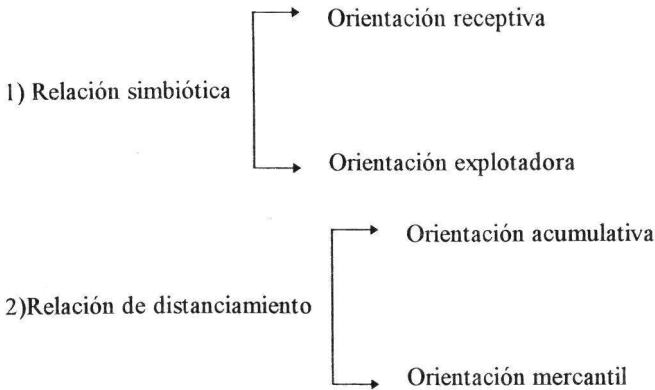 Orientación receptiva
1) Relación simbiótica
Orientación explotadora
Orientación acumulativa
2)Relación de distanciamiento
Orientación mercantil